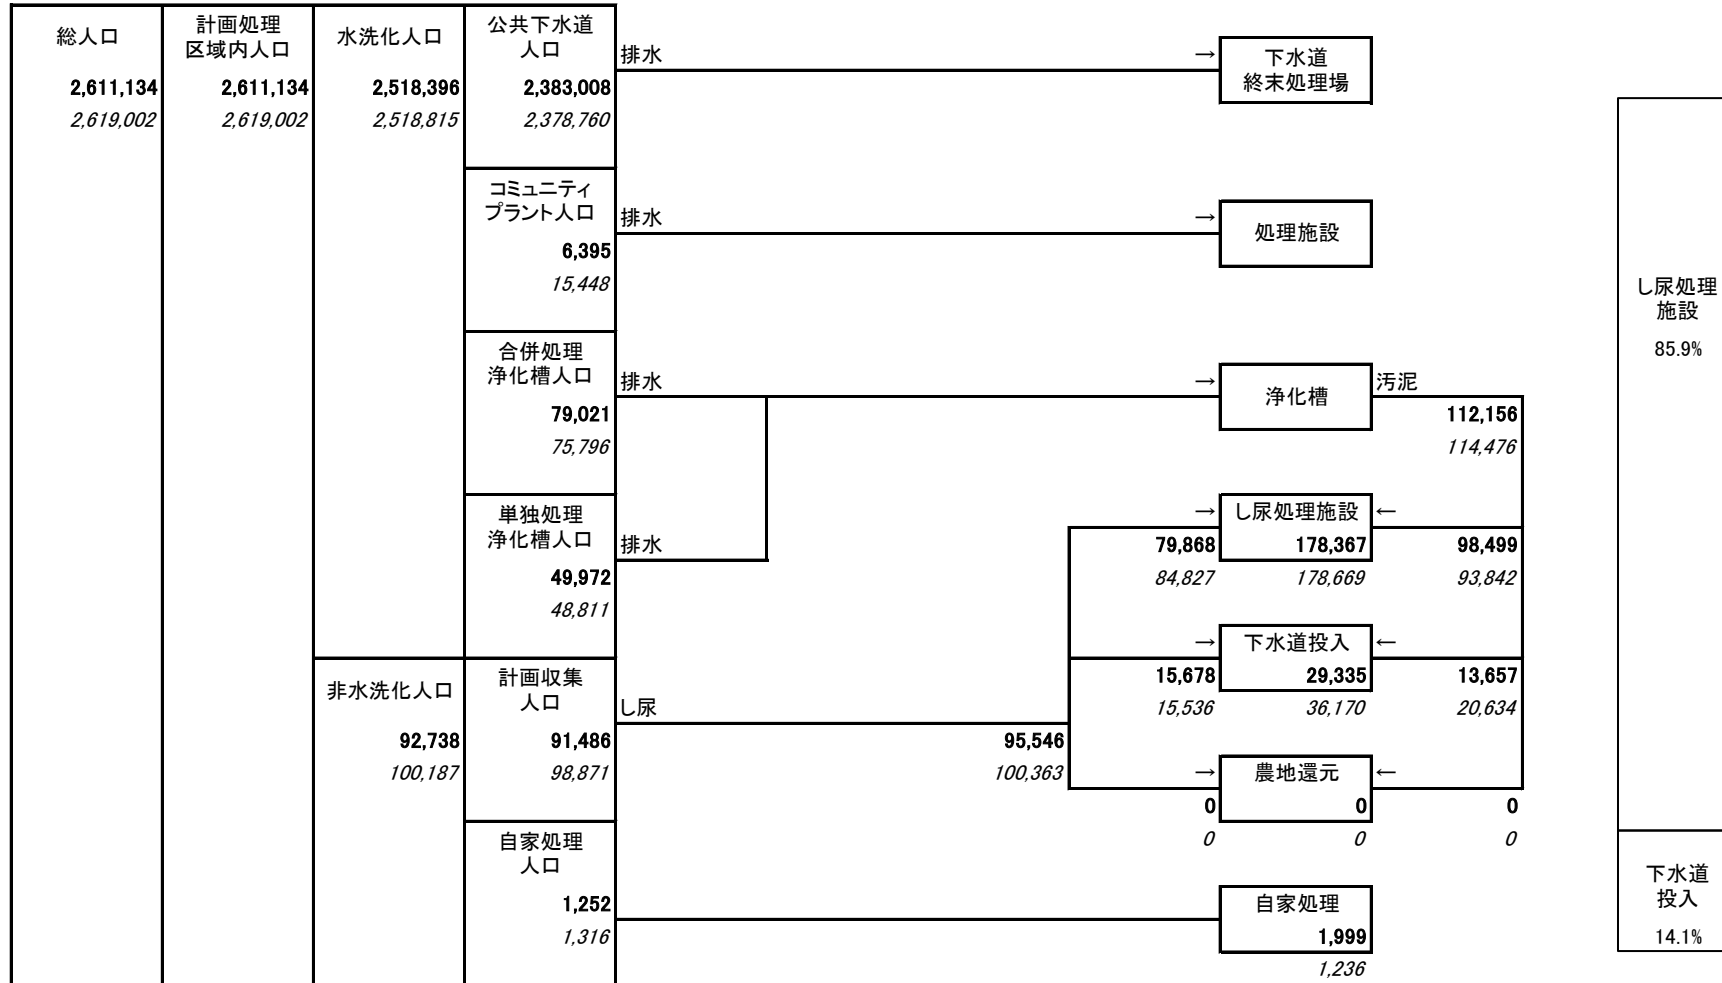 総人口
2,611,134
2,619,002
計画処理
区域内人口
2,611,134
2,619,002
水洗化人口
2,518,396
2,518,815
公共下水道
人口
2,383,008
2,378,760
排水
→
下水道
終末処理場
コミュニティ
プラント人口
6,395
15,448
排水
→
処理施設
合併処理
浄化槽人口
79,021
75,796
排水
→
浄化槽
汚泥
112,156
114,476
単独処理
浄化槽人口
49,972
48,811
排水
→
し尿処理施設
←
79,868
178,367
98,499
84,827
178,669
93,842
→
下水道投入
←
15,678
29,335
13,657
15,536
36,170
20,634
非水洗化人口
92,738
100,187
計画収集
人口
91,486
98,871
し尿
95,546
100,363
→
農地還元
←
0
0
0
0
0
0
自家処理
人口
1,252
1,316
自家処理
1,999
1,236
し尿処理
施設
85.9%
下水道
投入
14.1%